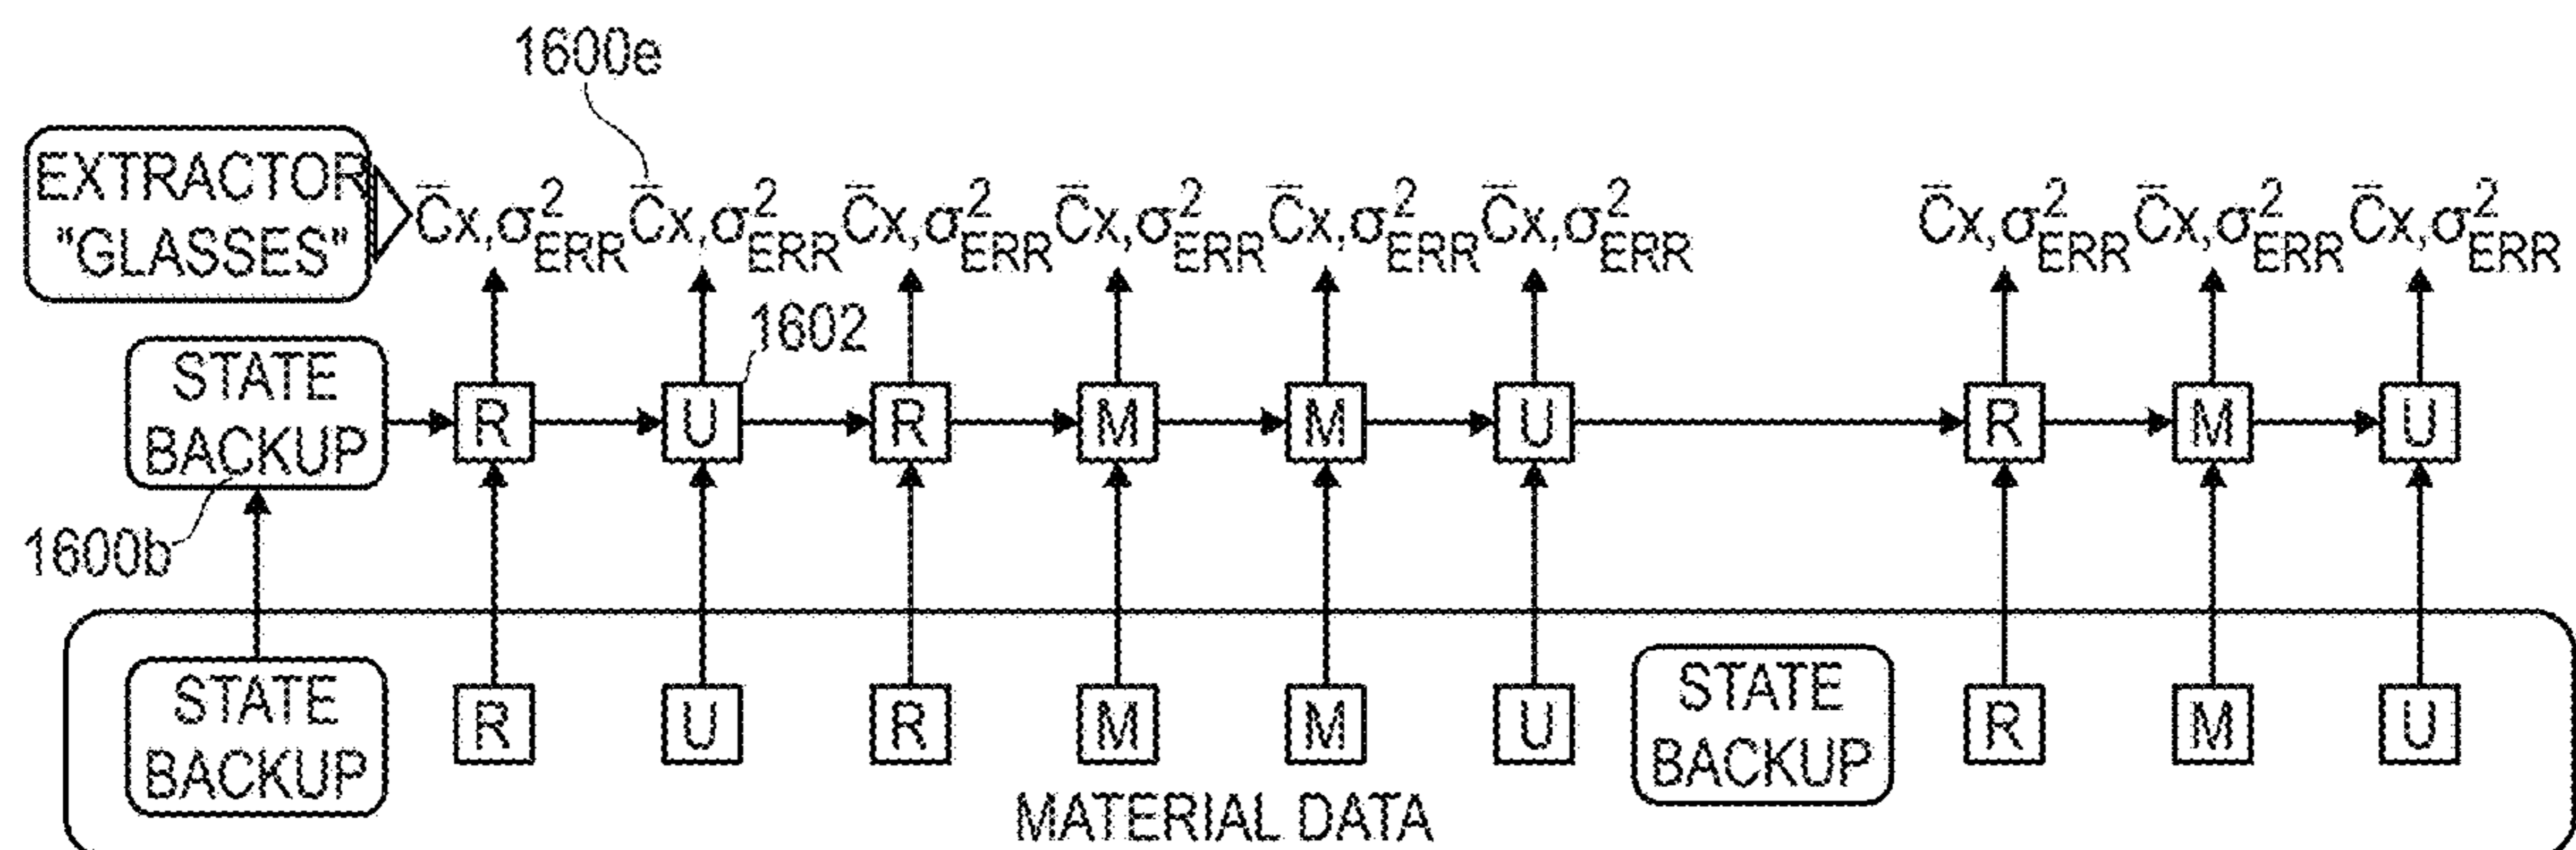 1600e
EXTRACTOR
"GLASSES"
C̅x,σ²ERR C̅x,σ²ERR C̅x,σ²ERR C̅x,σ²ERR C̅x,σ²ERR C̅x,σ²ERR C̅x,σ²ERR C̅x,σ²ERR C̅x,σ²ERR
1602
STATE
BACKUP
R U R M M U R M U
1600b
STATE
BACKUP
R U R M M U
STATE
BACKUP
R M U
MATERIAL DATA